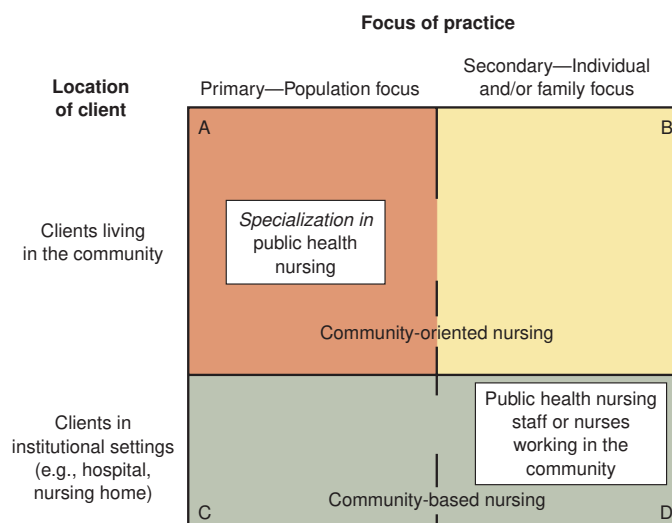 Focus of practice
Location
of client
Primary—Population focus
Secondary—Individual
and/or family focus
A
B
Clients living
in the community
Specialization in
public health
nursing
Community-oriented nursing
Clients in
institutional settings
(e.g., hospital,
nursing home)
Public health nursing
staff or nurses
working in the
community
Community-based nursing
C
D